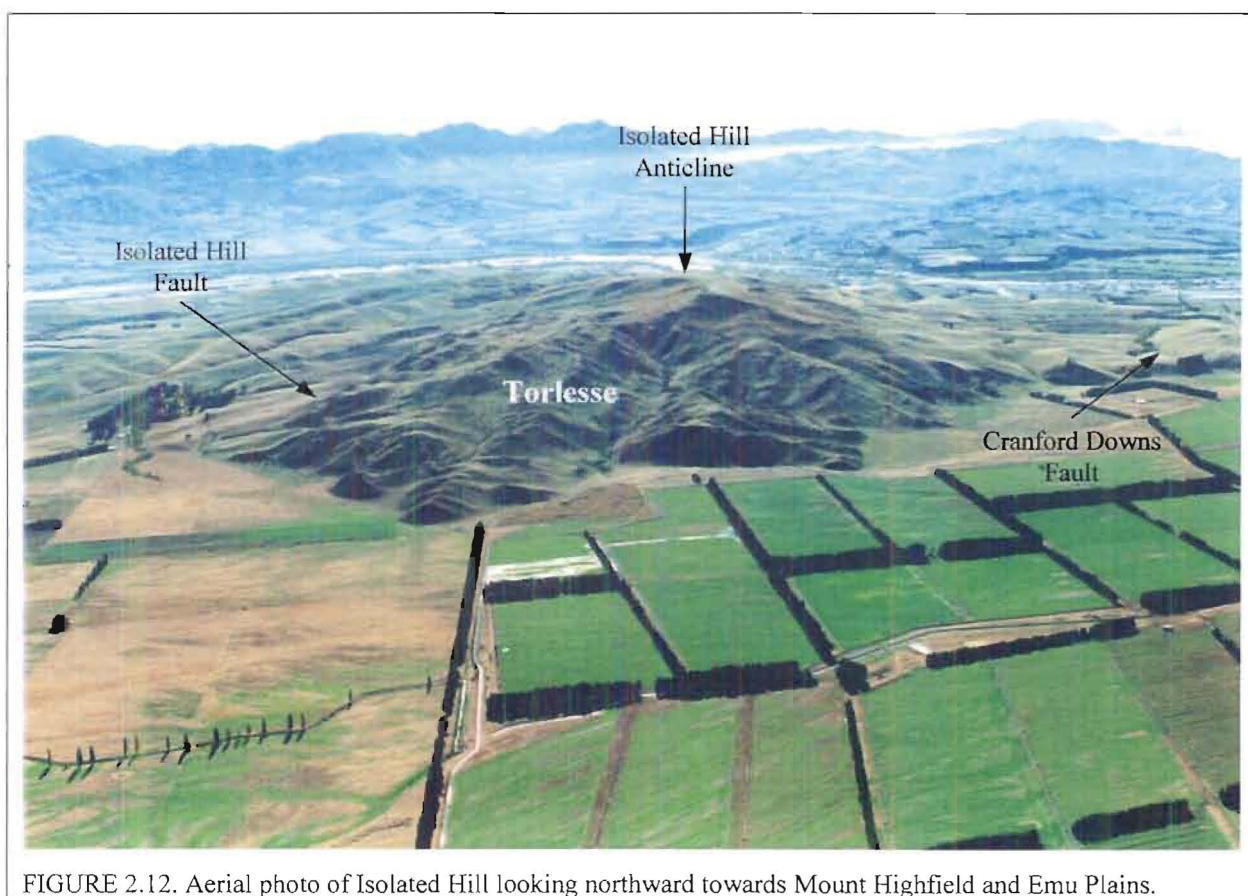 Isolated Hill
Anticline
Isolated Hill
Fault
Torlesse
Cranford Downs
Fault
FIGURE 2.12. Aerial photo of Isolated Hill looking northward towards Mount Highfield and Emu Plains.